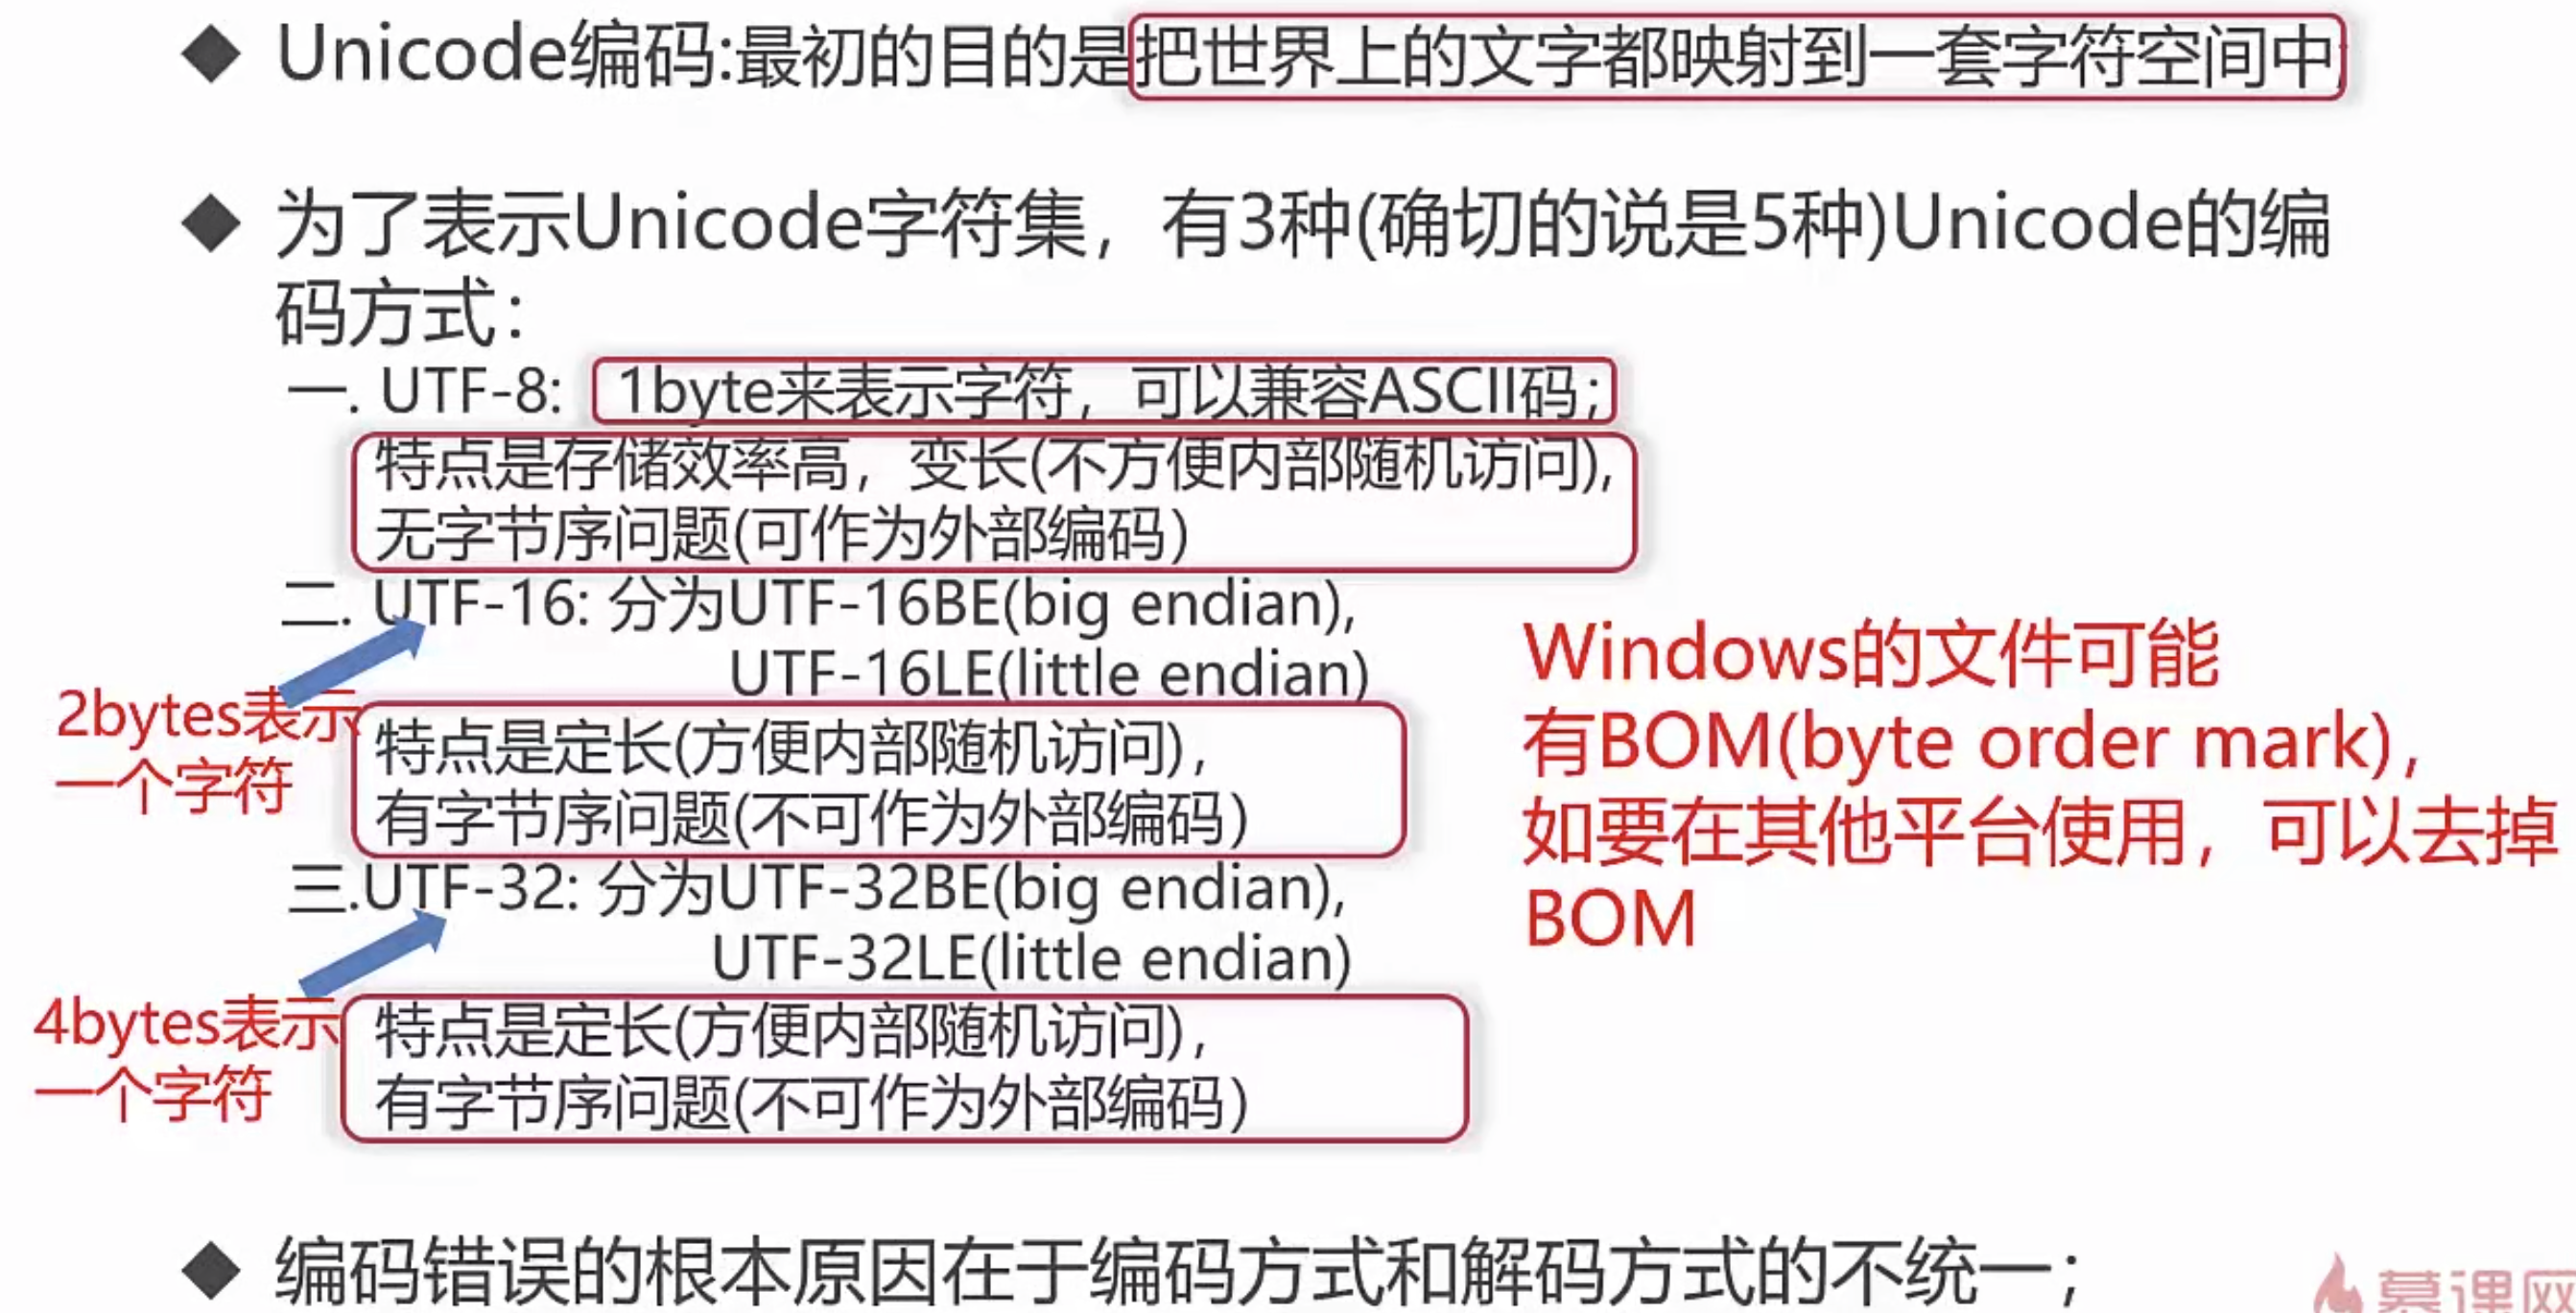 ◆ Unicode编码:最初的目的是把世界上的文字都映射到一套字符空间中;
◆ 为了表示Unicode字符集，有3种(确切的说是5种)Unicode的编
码方式：
一. UTF-8: 1byte来表示字符，可以兼容ASCII码;
特点是存储效率高，变长(不方便内部随机访问),
无字节序问题(可作为外部编码）
二. UTF-16: 分为UTF-16BE(big endian),
UTF-16LE(little endian)
2bytes表示
一个字符
特点是定长(方便内部随机访问)，
有字节序问题(不可作为外部编码）
三.UTF-32: 分为UTF-32BE(big endian),
UTF-32LE(little endian)
4bytes表示
一个字符
特点是定长(方便内部随机访问)，
有字节序问题(不可作为外部编码）
Windows的文件可能
有BOM(byte order mark)，
如要在其他平台使用，可以去掉
BOM
◆ 编码错误的根本原因在于编码方式和解码方式的不统一；
慕课网